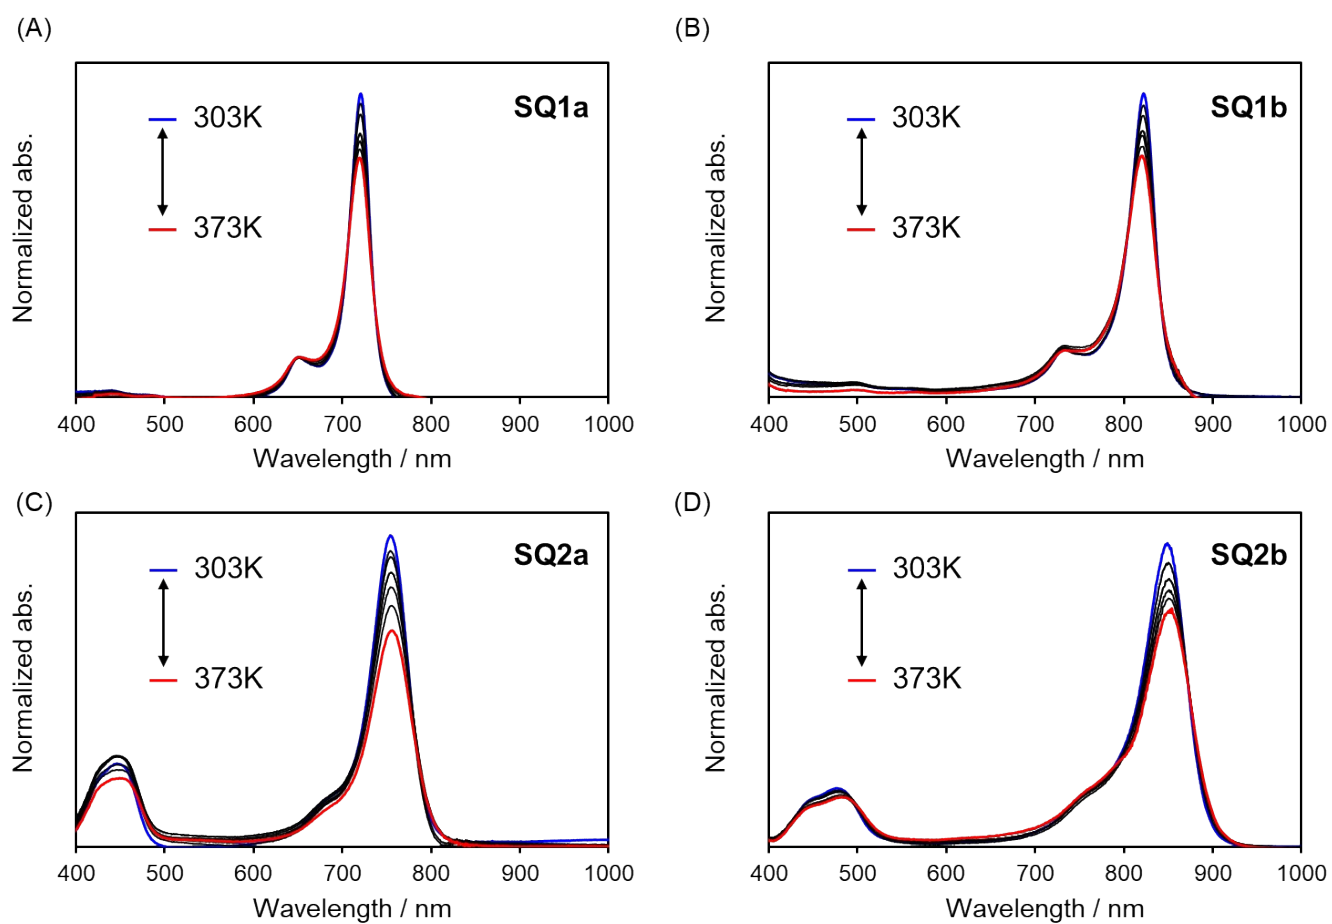 (A)
Normalized abs.
303K
373K
SQ1a
400 500 600 700 800 900 1000
Wavelength / nm
(B)
Normalized abs.
303K
373K
SQ1b
400 500 600 700 800 900 1000
Wavelength / nm
(C)
Normalized abs.
303K
373K
SQ2a
400 500 600 700 800 900 1000
Wavelength / nm
(D)
Normalized abs.
303K
373K
SQ2b
400 500 600 700 800 900 1000
Wavelength / nm